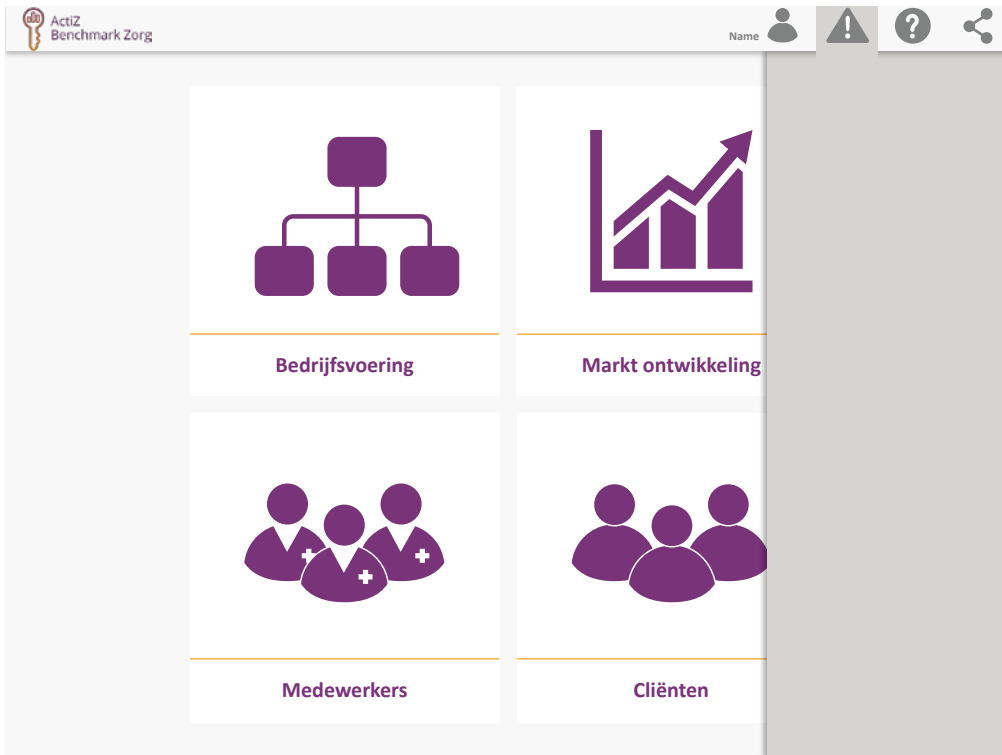 ActiZ
Benchmark Zorg
Name
Bedrijfsvoering
Markt ontwikkeling
Medewerkers
Cliënten